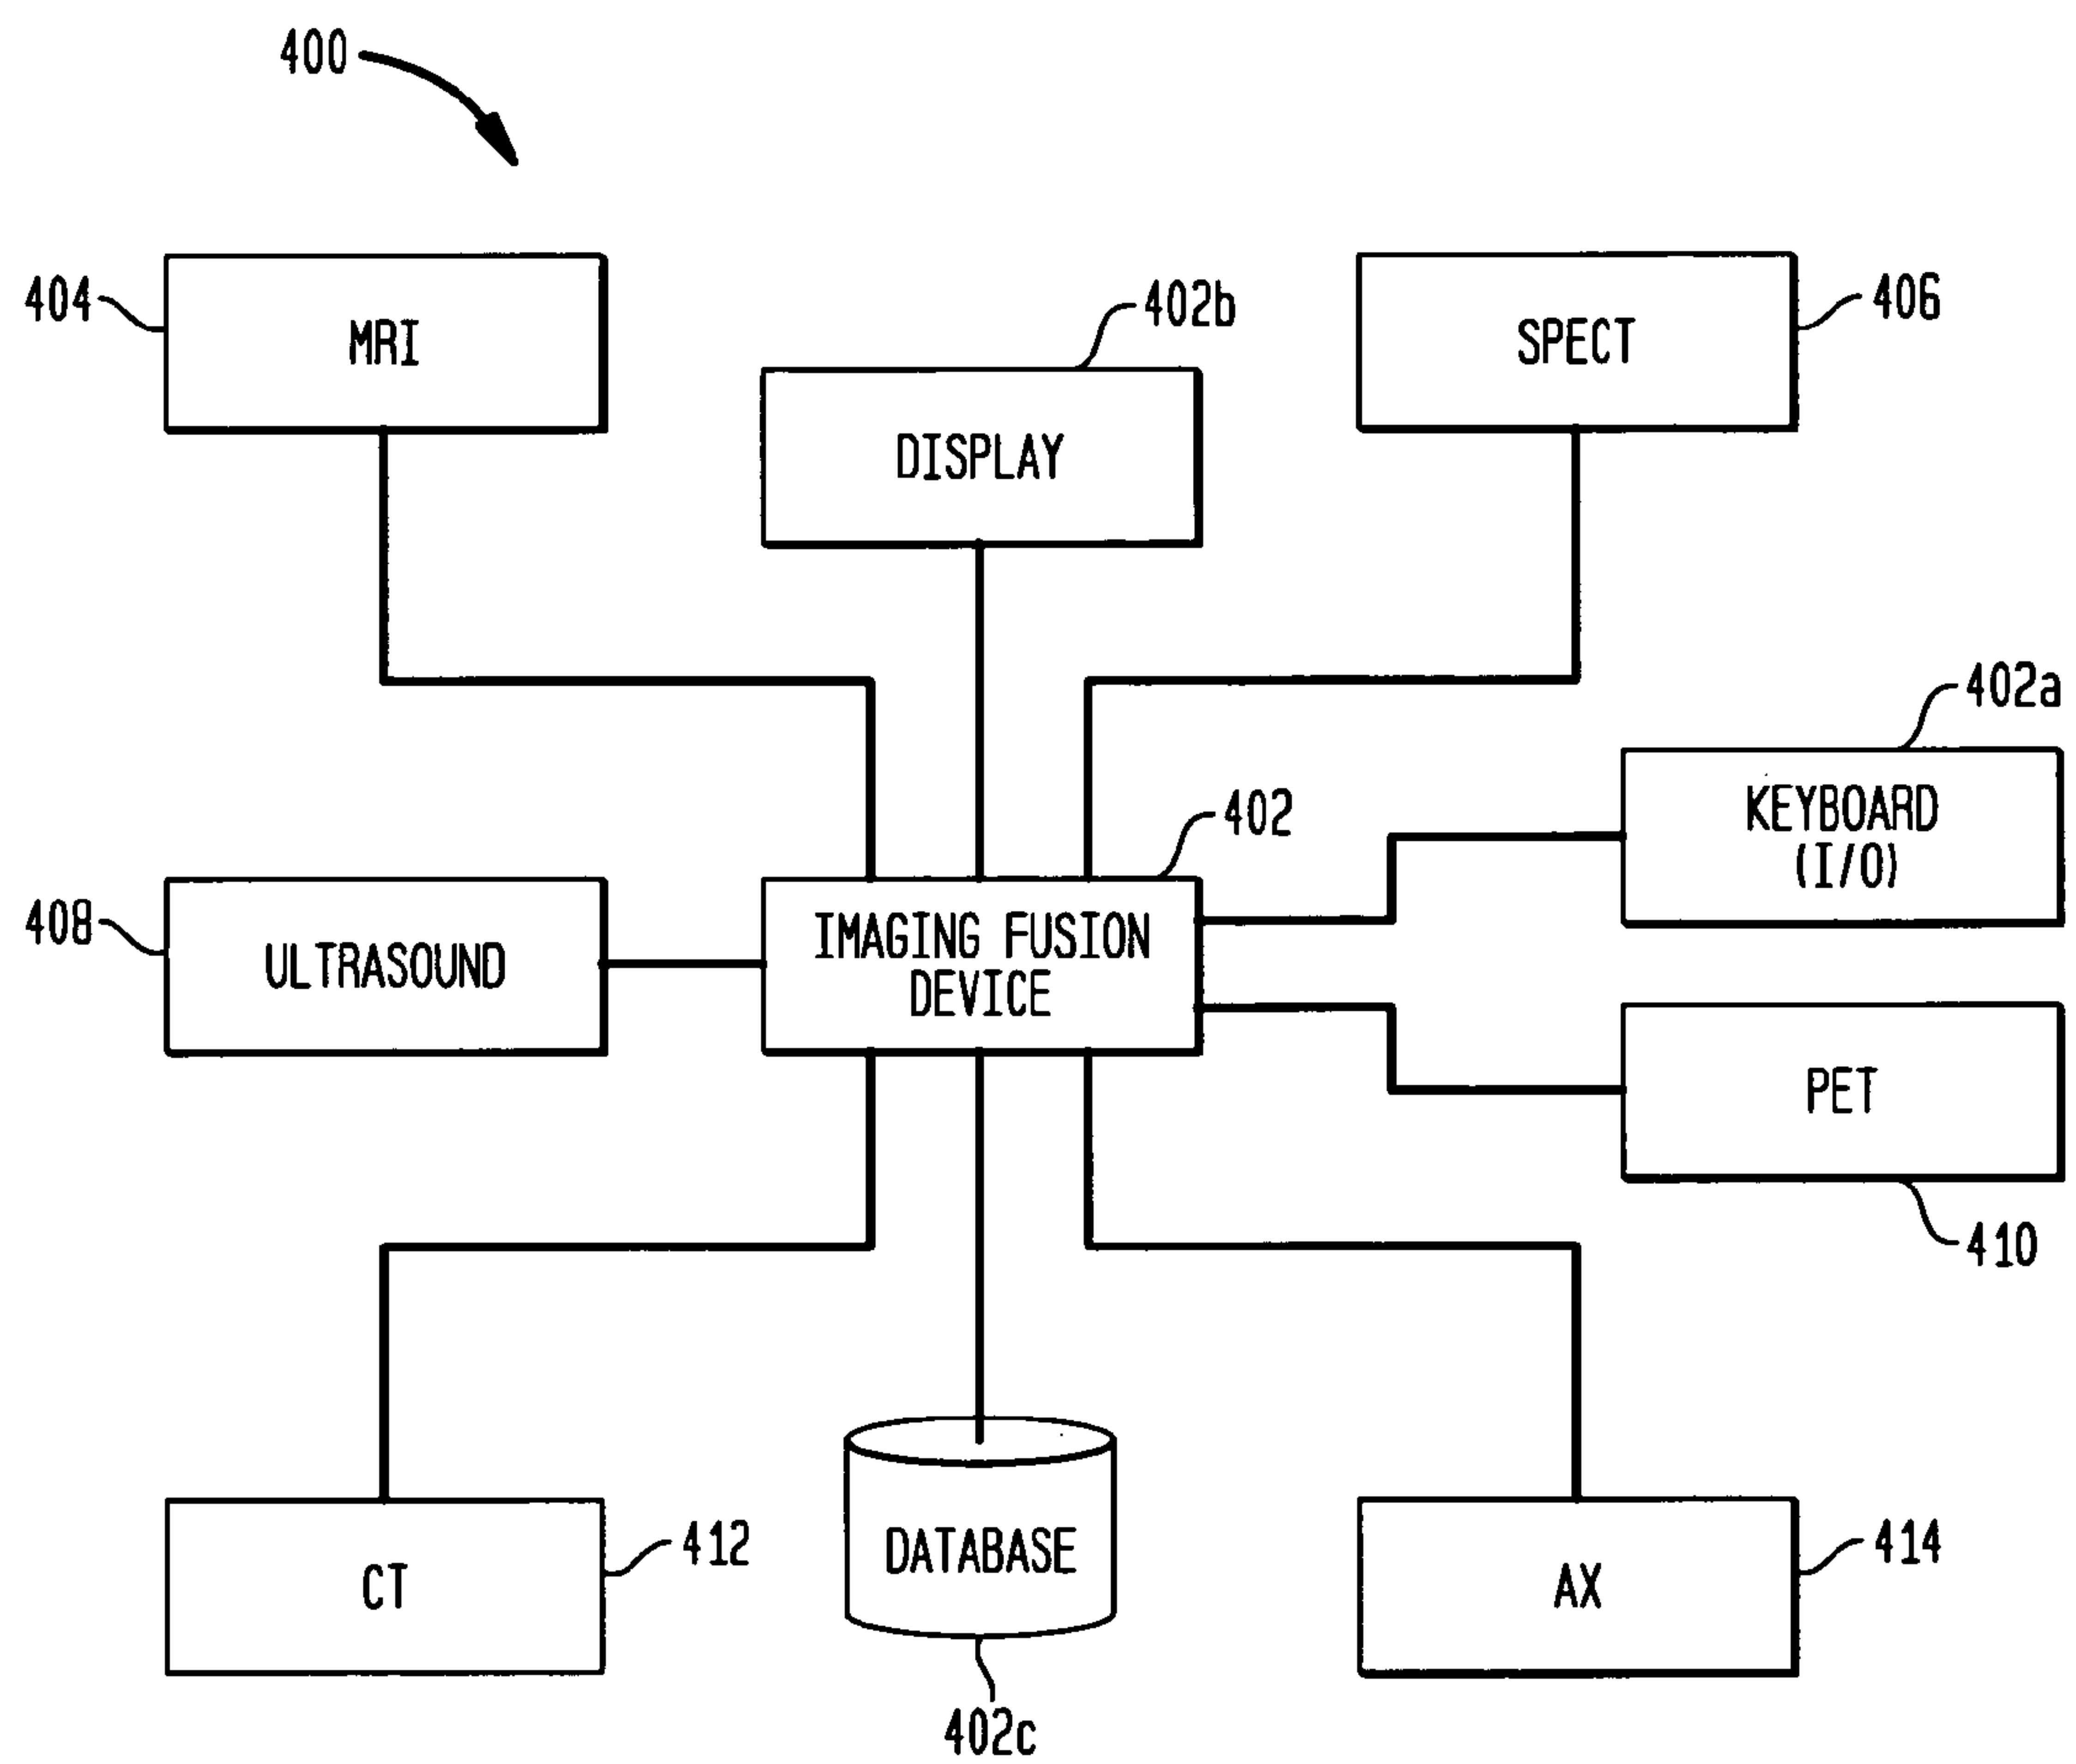 400
404
MRI
402b
DISPLAY
SPECT
406
402a
KEYBOARD
(I/O)
402
408
ULTRASOUND
IMAGING FUSION
DEVICE
PET
410
CT
412
DATABASE
402c
AX
414